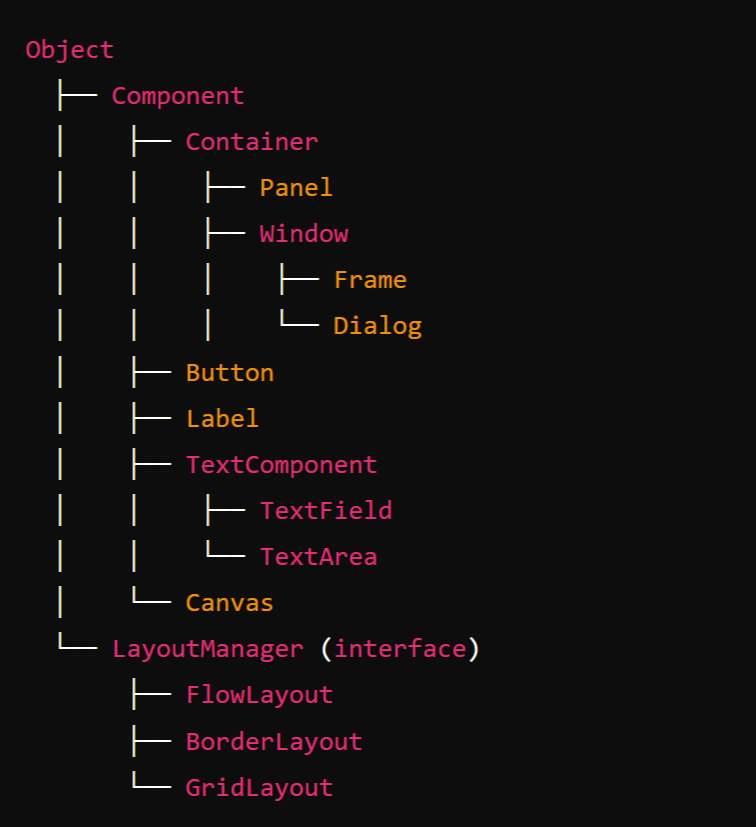 Object
├── Component
│    ├── Container
│    │    ├── Panel
│    │    ├── Window
│    │    │    ├── Frame
│    │    │    └── Dialog
│    ├── Button
│    ├── Label
│    ├── TextComponent
│    │    ├── TextField
│    │    └── TextArea
│    └── Canvas
└── LayoutManager (interface)
     ├── FlowLayout
     ├── BorderLayout
     └── GridLayout